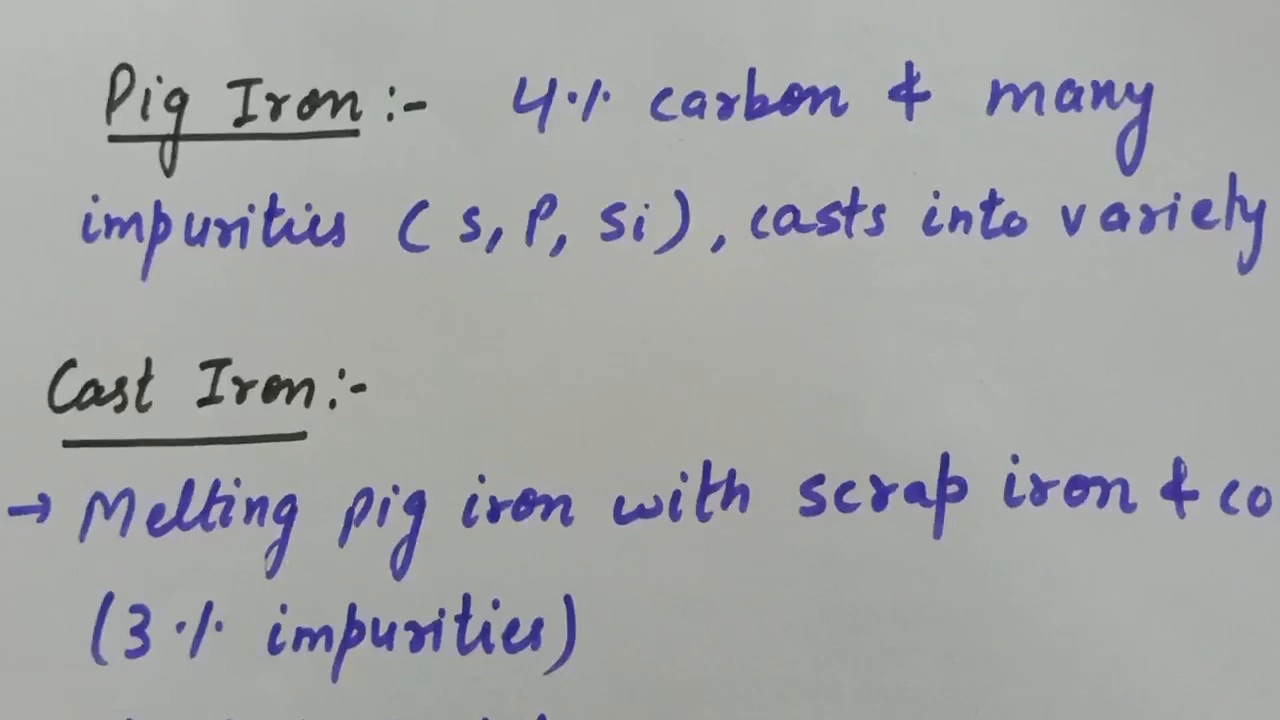 Pig Iron :- 4% carbon & many
impurities (S, P, Si), casts into variety
Cast Iron :-
→ Melting pig iron with scrap iron & co
(3% impurities)